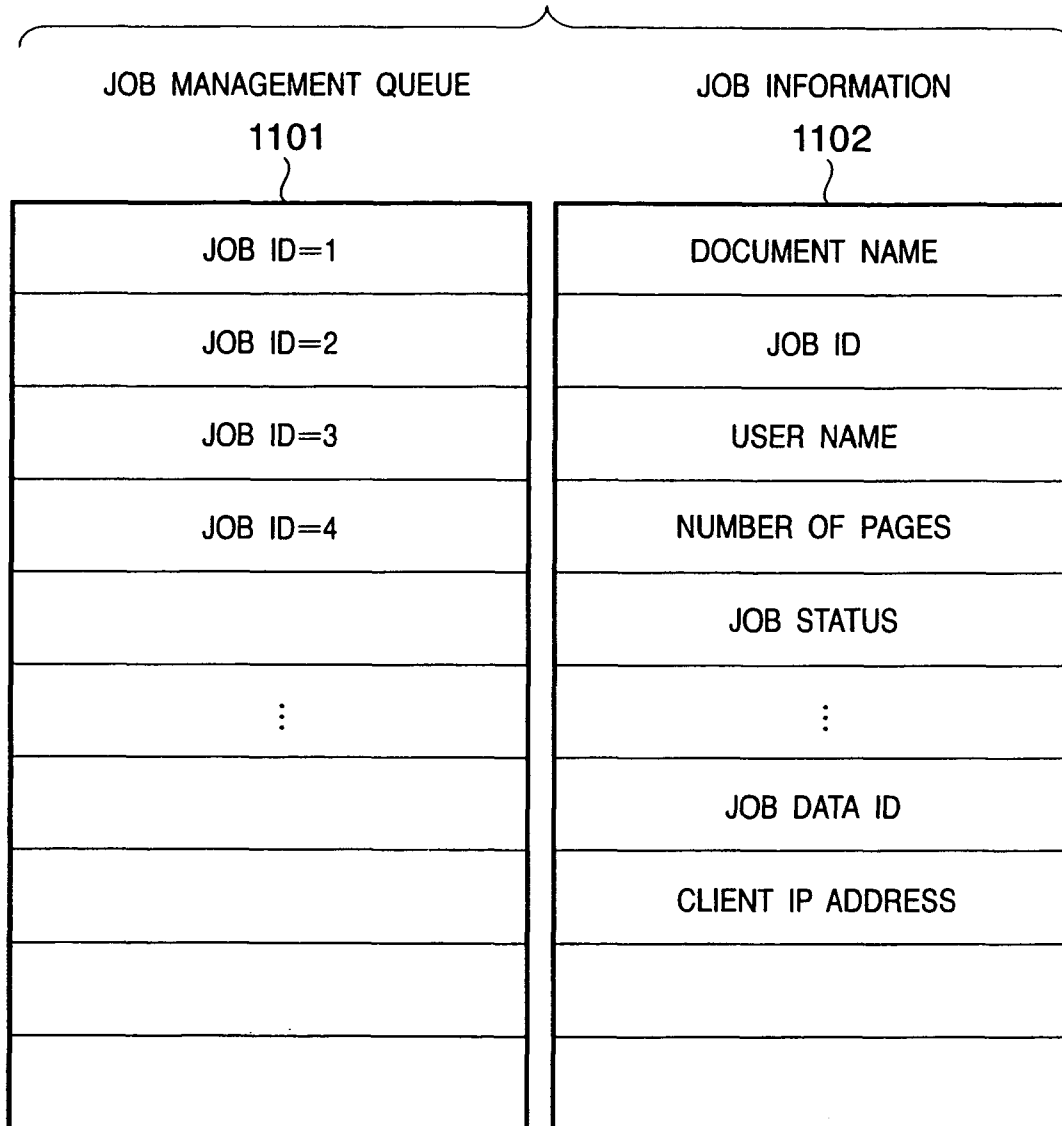 JOB MANAGEMENT QUEUE
1101
JOB ID=1
JOB ID=2
JOB ID=3
JOB ID=4
⋮
JOB INFORMATION
1102
DOCUMENT NAME
JOB ID
USER NAME
NUMBER OF PAGES
JOB STATUS
⋮
JOB DATA ID
CLIENT IP ADDRESS